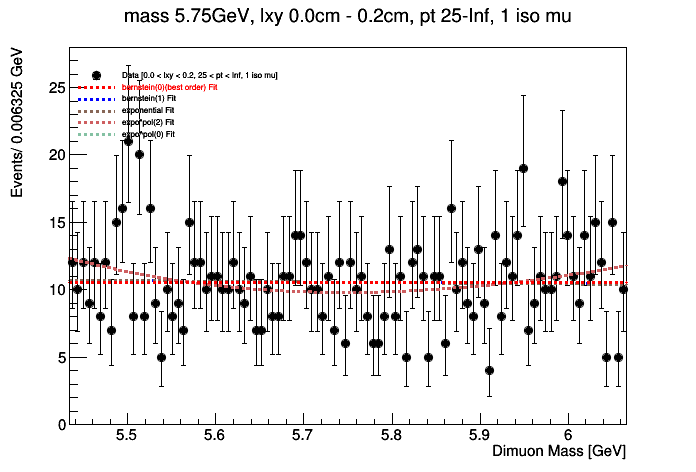 mass 5.75GeV, lxy 0.0cm - 0.2cm, pt 25-Inf, 1 iso mu
Events/ 0.006325 GeV
Data [0.0 < lxy < 0.2, 25 < pt < Inf, 1 iso mu]
bernstein(0)(best order) Fit
bernstein(1) Fit
exponential Fit
expo*pol(2) Fit
expo*pol(0) Fit
25
20
15
10
5
0
5.5 5.6 5.7 5.8 5.9 6
Dimuon Mass [GeV]